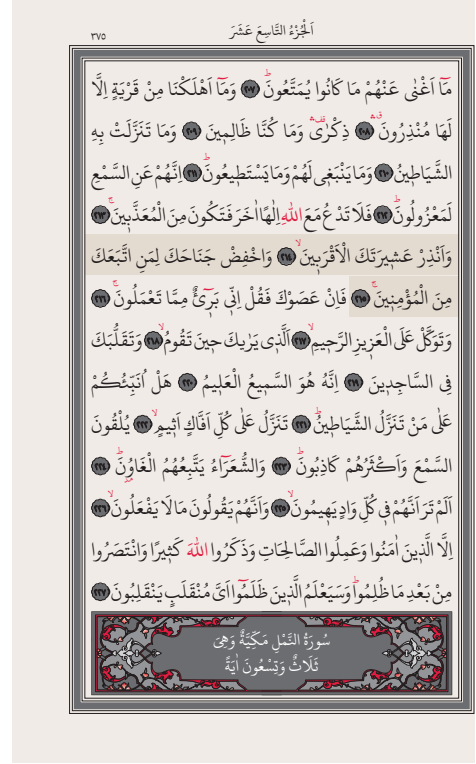 اَلْجُزْءُ التَّاسِعَ عَشَرَ
٣٧٥
مَٓا اَغْنٰى عَنْهُمْ مَا كَانُوا يُمَتَّعُونَۜ ﴿٢٠٧﴾ وَمَٓا اَهْلَكْنَا مِنْ قَرْيَةٍ اِلَّا
لَهَا مُنْذِرُونَۗ ﴿٢٠٨﴾ ذِكْرٰى۠ وَمَا كُنَّا ظَالِمٖينَ ﴿٢٠٩﴾ وَمَا تَنَزَّلَتْ بِهِ
الشَّيَاطٖينُ ﴿٢١٠﴾ وَمَا يَنْبَغٖى لَهُمْ وَمَا يَسْتَطٖيعُونَۜ ﴿٢١١﴾ اِنَّهُمْ عَنِ السَّمْعِ
لَمَعْزُولُونَۜ ﴿٢١٢﴾ فَلَا تَدْعُ مَعَ اللّٰهِ اِلٰهًا اٰخَرَ فَتَكُونَ مِنَ الْمُعَذَّبٖينَۚ ﴿٢١٣﴾
وَاَنْذِرْ عَشٖيرَتَكَ الْاَقْرَبٖينَۙ ﴿٢١٤﴾ وَاخْفِضْ جَنَاحَكَ لِمَنِ اتَّبَعَكَ
مِنَ الْمُؤْمِنٖينَۚ ﴿٢١٥﴾ فَاِنْ عَصَوْكَ فَقُلْ اِنّٖى بَرٖٓىءٌ مِمَّا تَعْمَلُونَۚ ﴿٢١٦﴾
وَتَوَكَّلْ عَلَى الْعَزٖيزِ الرَّحٖيمِۙ ﴿٢١٧﴾ اَلَّذٖى يَرٰيكَ حٖينَ تَقُومُۙ ﴿٢١٨﴾ وَتَقَلُّبَكَ
فِى السَّاجِدٖينَ ﴿٢١٩﴾ اِنَّهُ هُوَ السَّمٖيعُ الْعَلٖيمُ ﴿٢٢٠﴾ هَلْ اُنَبِّئُكُمْ
عَلٰى مَنْ تَنَزَّلُ الشَّيَاطٖينُۜ ﴿٢٢١﴾ تَنَزَّلُ عَلٰى كُلِّ اَفَّاكٍ اَثٖيمٍۙ ﴿٢٢٢﴾ يُلْقُونَ
السَّمْعَ وَاَكْثَرُهُمْ كَاذِبُونَۜ ﴿٢٢٣﴾ وَالشُّعَرَٓاءُ يَتَّبِعُهُمُ الْغَاوُ۫نَۜ ﴿٢٢٤﴾
اَلَمْ تَرَ اَنَّهُمْ فٖى كُلِّ وَادٍ يَهٖيمُونَۙ ﴿٢٢٥﴾ وَاَنَّهُمْ يَقُولُونَ مَا لَا يَفْعَلُونَۙ ﴿٢٢٦﴾
اِلَّا الَّذٖينَ اٰمَنُوا وَعَمِلُوا الصَّالِحَاتِ وَذَكَرُوا اللّٰهَ كَثٖيرًا وَانْتَصَرُوا
مِنْ بَعْدِ مَا ظُلِمُواۜ وَسَيَعْلَمُ الَّذٖينَ ظَلَمُٓوا اَىَّ مُنْقَلَبٍ يَنْقَلِبُونَ ﴿٢٢٧﴾
سُورَةُ النَّمْلِ مَكِّيَّةٌ وَهِىَ
ثَلَاثٌ وَتِسْعُونَ اٰيَةً